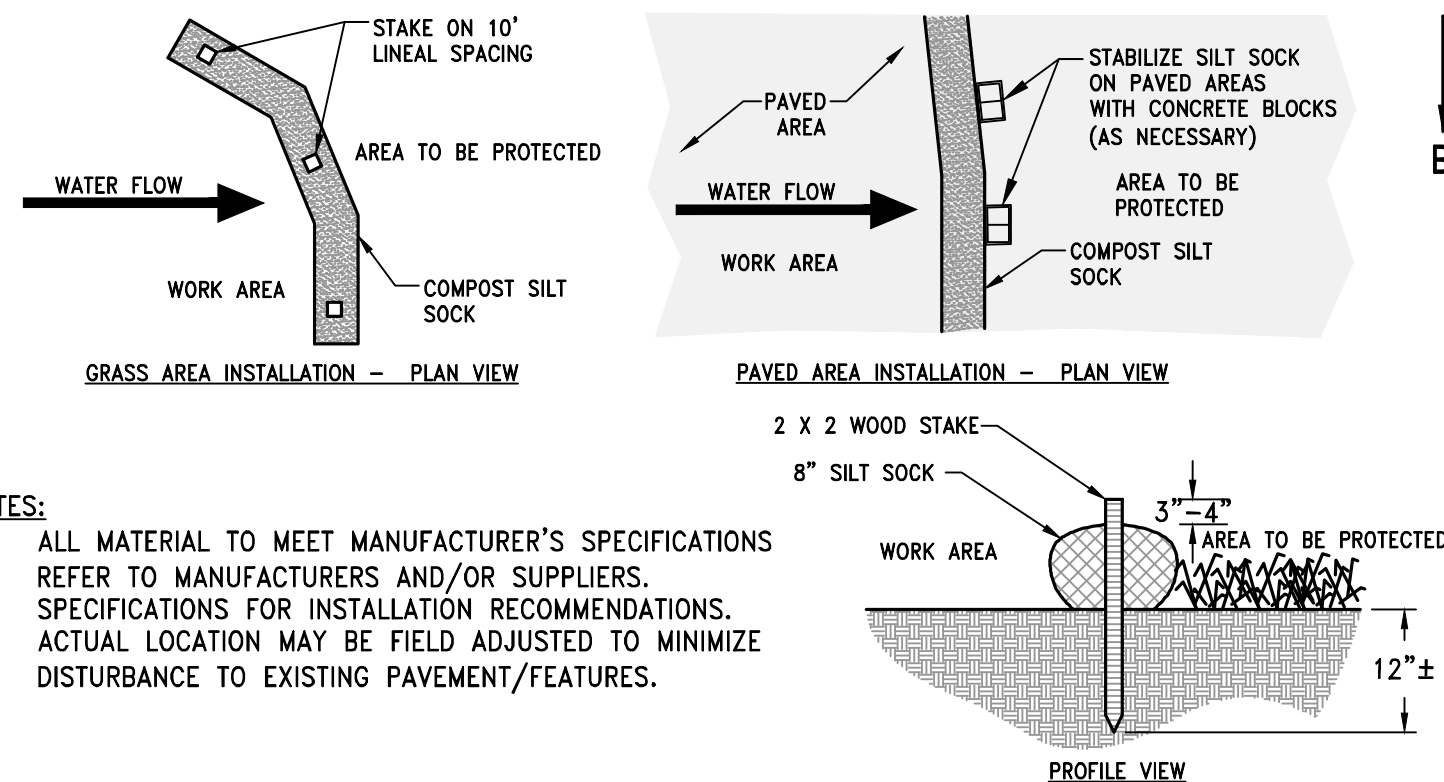 STAKE ON 10'
LINEAL SPACING
AREA TO BE PROTECTED
WATER FLOW
WORK AREA
COMPOST SILT
SOCK
GRASS AREA INSTALLATION - PLAN VIEW
PAVED
AREA
STABILIZE SILT SOCK
ON PAVED AREAS
WITH CONCRETE BLOCKS
(AS NECESSARY)
WATER FLOW
AREA TO BE
PROTECTED
WORK AREA
COMPOST SILT
SOCK
PAVED AREA INSTALLATION - PLAN VIEW
TES:
ALL MATERIAL TO MEET MANUFACTURER'S SPECIFICATIONS
REFER TO MANUFACTURERS AND/OR SUPPLIERS.
SPECIFICATIONS FOR INSTALLATION RECOMMENDATIONS.
ACTUAL LOCATION MAY BE FIELD ADJUSTED TO MINIMIZE
DISTURBANCE TO EXISTING PAVEMENT/FEATURES.
2 X 2 WOOD STAKE
8" SILT SOCK
3"-4"
WORK AREA
AREA TO BE PROTECTED
12"±
PROFILE VIEW